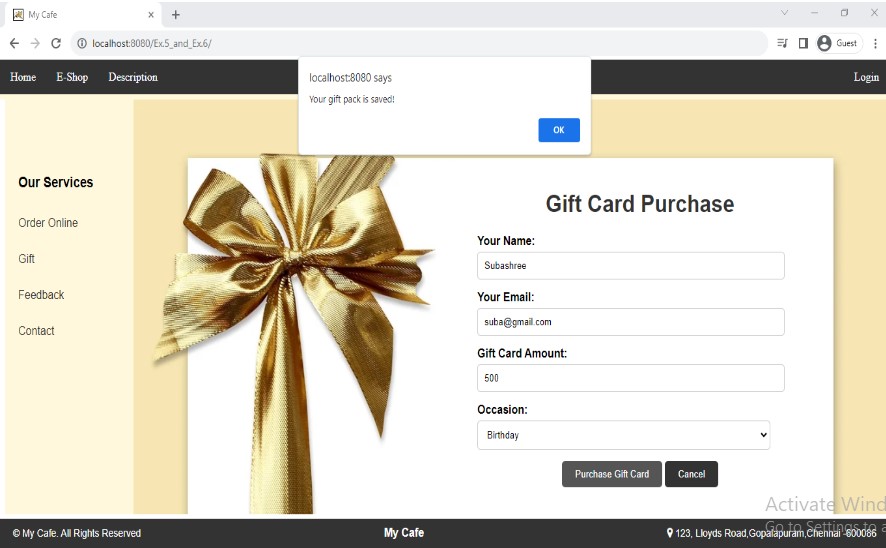 My Cafe
localhost:8080/Ex.5_and_Ex.6/
Guest
Home E-Shop Description Login
localhost:8080 says
Your gift pack is saved!
OK
Our Services
Order Online
Gift
Feedback
Contact
Gift Card Purchase
Your Name:
Subashree
Your Email:
suba@gmail.com
Gift Card Amount:
500
Occasion:
Birthday
Purchase Gift Card Cancel
Activate Wind
Go to Settings to a
© My Cafe. All Rights Reserved My Cafe 123, Lloyds Road,Gopalapuram,Chennai -600086